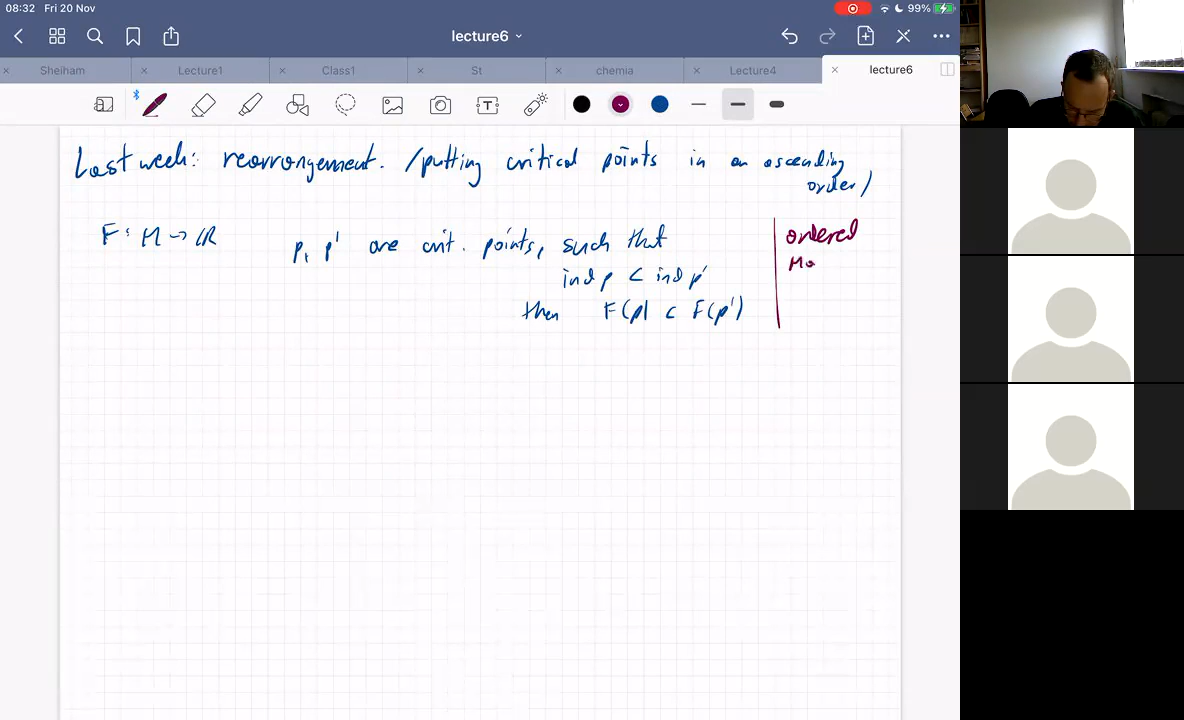 08:32 Fri 20 Nov
99%
lecture6
Sheiham
Lecture1
Class1
St
chemia
Lecture4
lecture6
Last week: rearrangement. /putting critical points in an ascending
order/
F: M → ℝ
p, p' are crit. points, such that
ind p < ind p'
then F(p) < F(p')
ordered
Mo